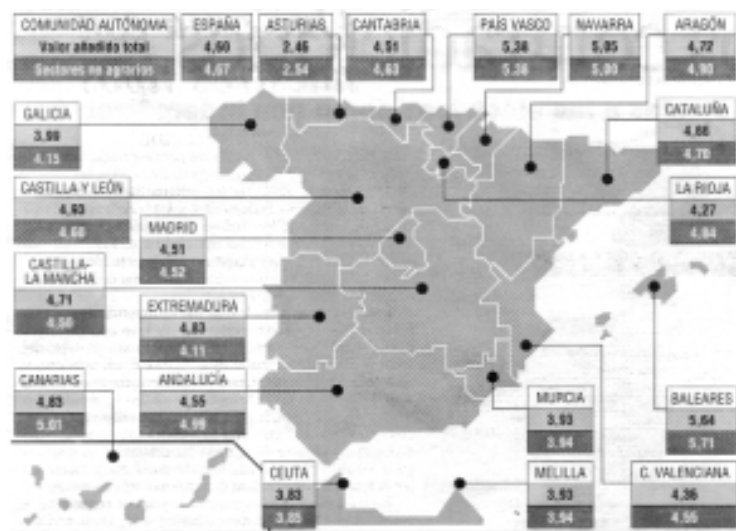 COMUNIDAD AUTÓNOMA
Valor añadido total
Sectores no agrarios
ESPAÑA
4,60
4,67
ASTURIAS
2.46
2.54
CANTABRIA
4,51
4,63
PAÍS VASCO
5,38
5,38
NAVARRA
5,05
5,00
ARAGÓN
4,72
4,90
GALICIA
3,99
4,15
CATALUÑA
4,66
4,70
CASTILLA Y LEÓN
4,93
4,60
LA RIOJA
4,27
4,84
MADRID
4,51
4,52
CASTILLA-
LA MANCHA
4,71
4,50
EXTREMADURA
4,83
4,11
CANARIAS
4,83
5,01
ANDALUCÍA
4,55
4,99
MURCIA
3,93
3,94
BALEARES
5,64
5,71
CEUTA
3,83
3,85
MELILLA
3,93
3,94
C. VALENCIANA
4,36
4,55